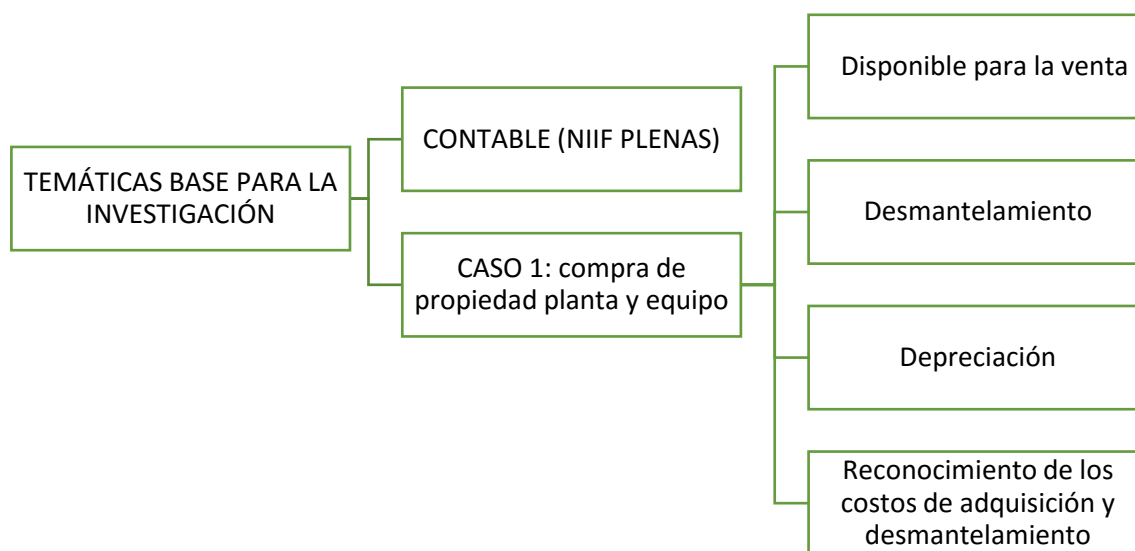 TEMÁTICAS BASE PARA LA
INVESTIGACIÓN
CONTABLE (NIIF PLENAS)
CASO 1: compra de
propiedad planta y equipo
Disponible para la venta
Desmantelamiento
Depreciación
Reconocimiento de los
costos de adquisición y
desmantelamiento